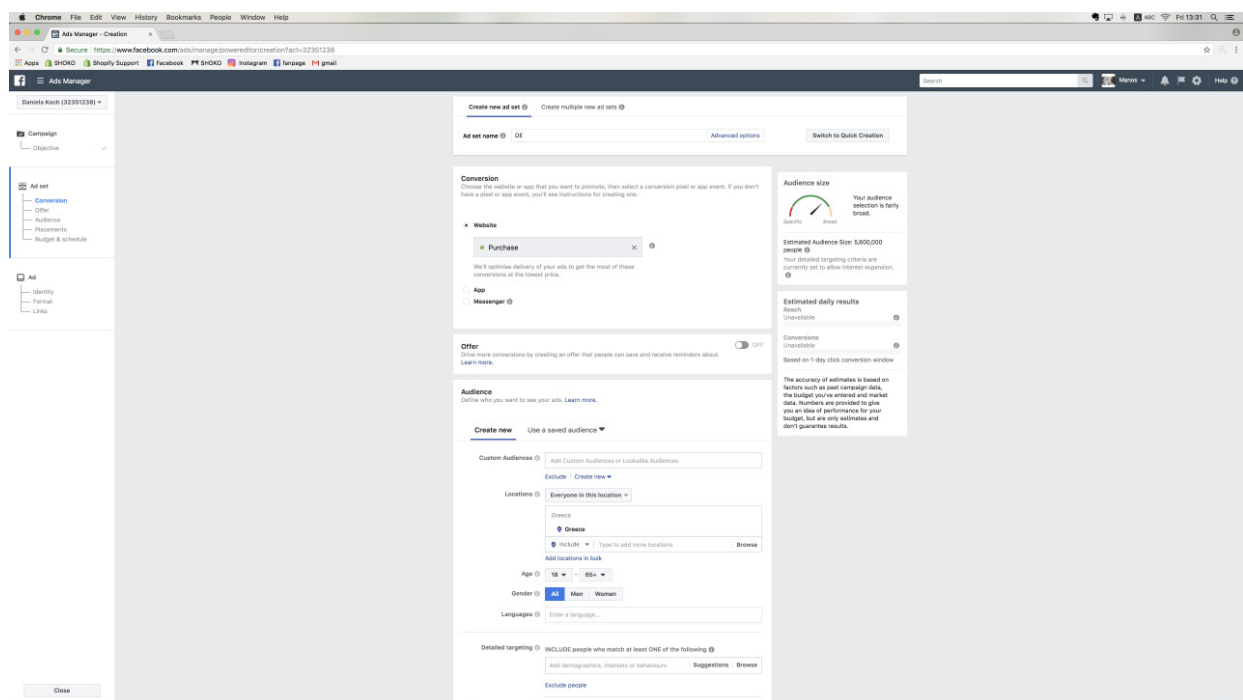 Chrome File Edit View History Bookmarks People Window Help
ABC Fri 13:31
Ads Manager - Creation
Secure https://www.facebook.com/ads/manage/powereditor/creation?act=32351238
Apps SHOKO Shopify Support Facebook SHOKO Instagram fanpage gmail
Ads Manager
Search
Manos
Help
Daniela Koch (32351238)
Campaign
Objective
Ad set
Conversion
Offer
Audience
Placements
Budget & schedule
Ad
Identity
Format
Links
Close
Create new ad set Create multiple new ad sets
Ad set name DE Advanced options Switch to Quick Creation
Conversion
Choose the website or app that you want to promote, then select a conversion pixel or app event. If you don't
have a pixel or app event, you'll see instructions for creating one.
Website
Purchase
We'll optimise delivery of your ads to get the most of these
conversions at the lowest price.
App
Messenger
Offer OFF
Drive more conversions by creating an offer that people can save and receive reminders about.
Learn more.
Audience
Define who you want to see your ads. Learn more.
Create new Use a saved audience
Custom Audiences Add Custom Audiences or Lookalike Audiences
Exclude Create new
Locations Everyone in this location
Greece
Greece
Include Type to add more locations Browse
Add locations in bulk
Age 18 - 65+
Gender All Men Women
Languages Enter a language...
Detailed targeting INCLUDE people who match at least ONE of the following
Add demographics, interests or behaviours Suggestions Browse
Exclude people
Audience size
Your audience
selection is fairly
broad.
Specific Broad
Estimated Audience Size: 5,600,000
people
Your detailed targeting criteria are
currently set to allow interest expansion.
Estimated daily results
Reach
Unavailable
Conversions
Unavailable
Based on 1-day click conversion window
The accuracy of estimates is based on
factors such as past campaign data,
the budget you've entered and market
data. Numbers are provided to give
you an idea of performance for your
budget, but are only estimates and
don't guarantee results.